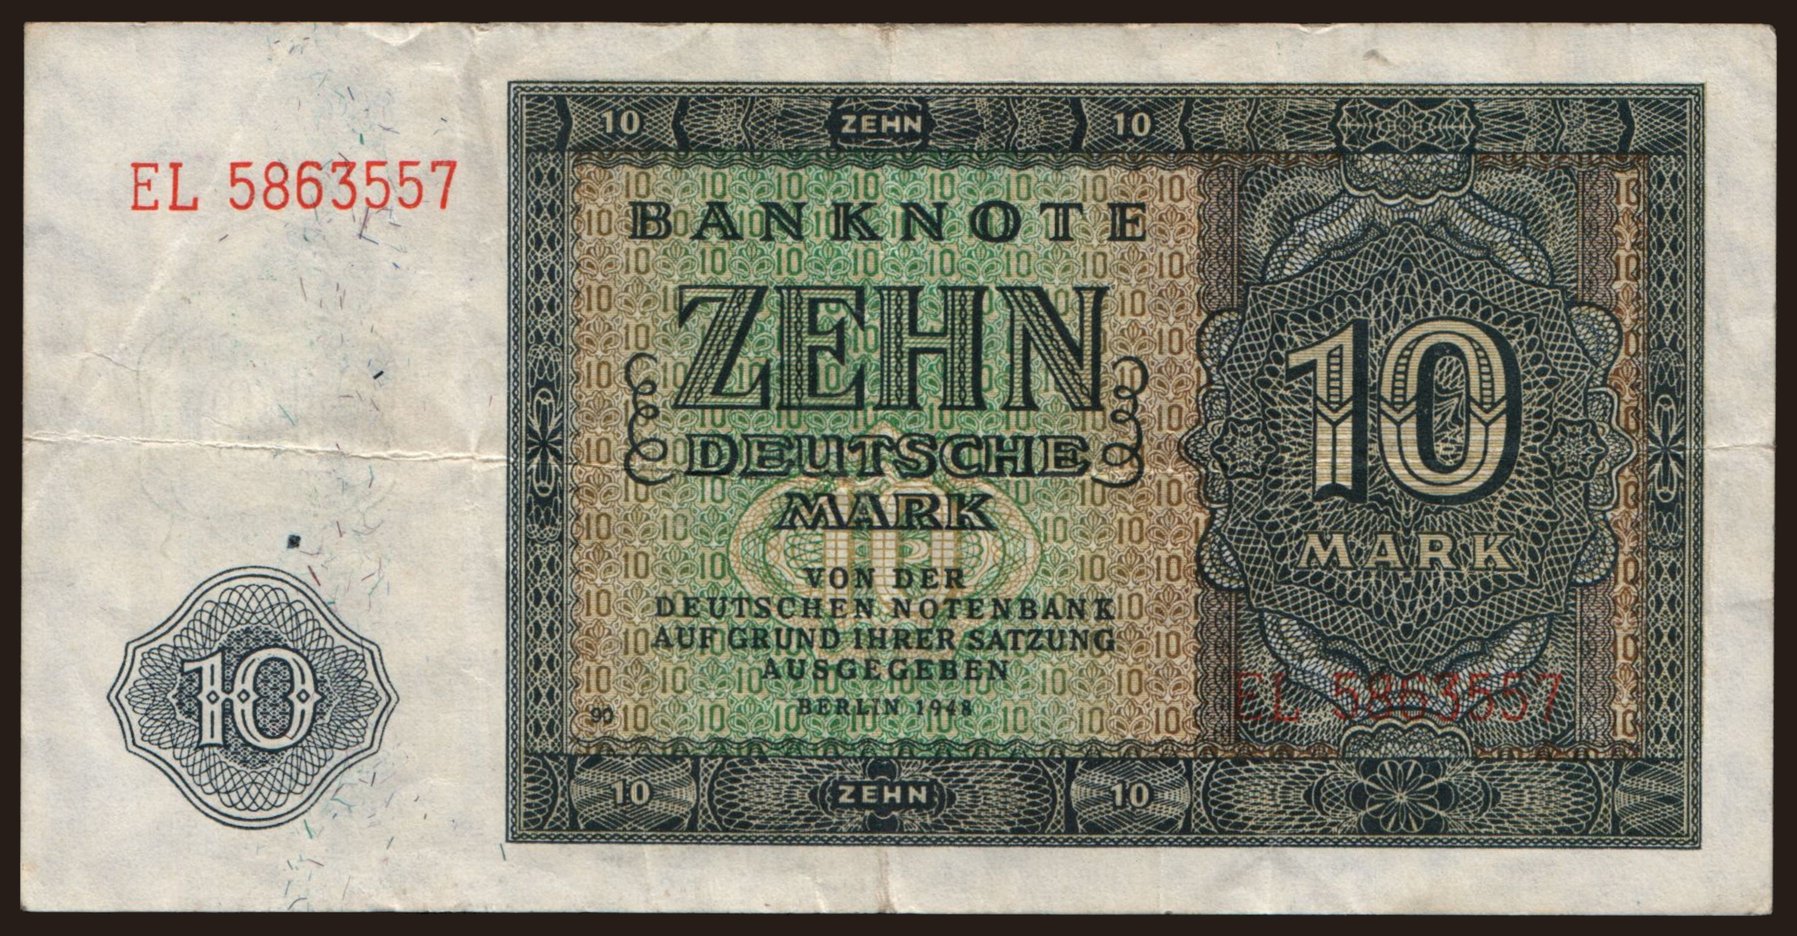 10 ZEHN 10
EL 5863557
BANKNOTE
ZEHN
DEUTSCHE
MARK
VON DER
DEUTSCHEN NOTENBANK
AUF GRUND IHRER SATZUNG
AUSGEGEBEN
BERLIN 1948
90
10
MARK
EL 5863557
10
10 ZEHN 10